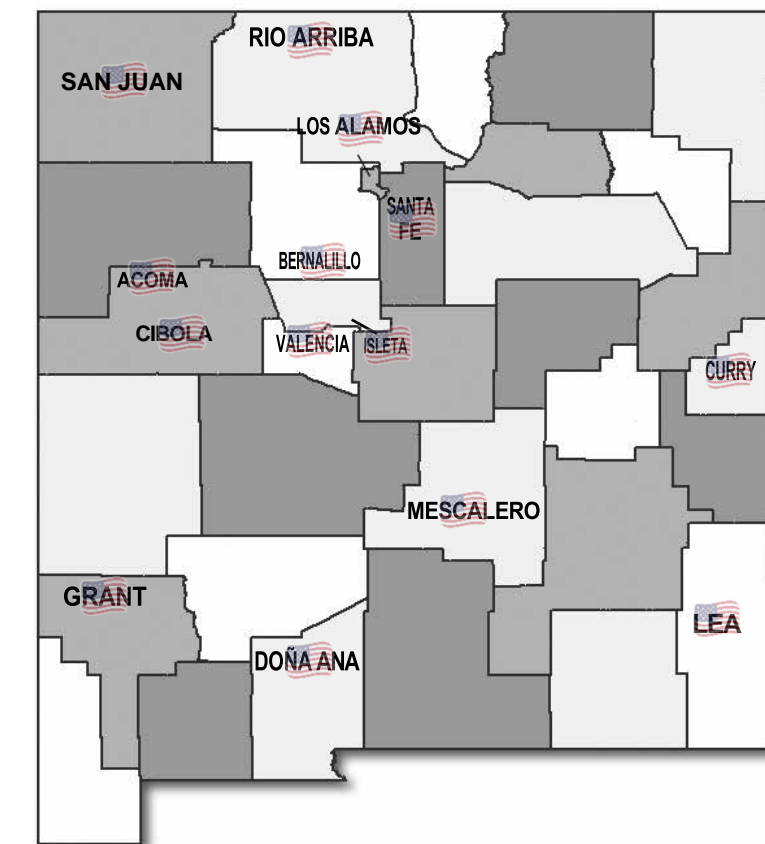 RIO ARRIBA
SAN JUAN
LOS ALAMOS
SANTA
FE
BERNALILLO
ACOMA
CIBOLA
VALENCIA
ISLETA
CURRY
MESCALERO
GRANT
LEA
DOÑA ANA